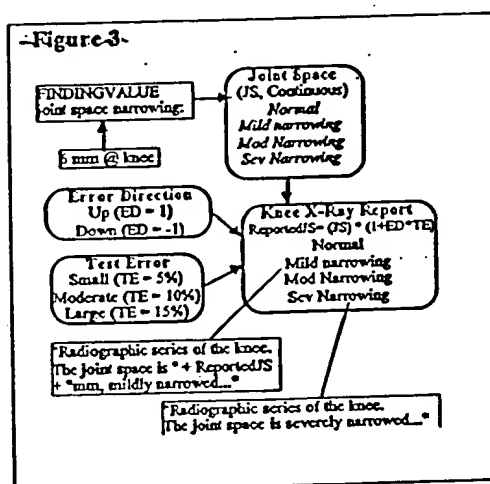 Figure 3
FINDINGVALUE
Joint space narrowing:
6 mm @ knee
Joint Space
(JS, Continuous)
Normal
Mild narrowing
Mod Narrowing
Sev Narrowing
Error Direction
Up (ED = 1)
Down (ED = -1)
Test Error
Small (TE = 5%)
Moderate (TE = 10%)
Large (TE = 15%)
Knee X-Ray Report
ReportedJS= (JS) * (1+ED*TE)
Normal
Mild narrowing
Mod Narrowing
Sev Narrowing
"Radiographic series of the knee.
The joint space is " + ReportedJS
+ "mm, mildly narrowed..."
"Radiographic series of the knee.
The joint space is severely narrowed..."